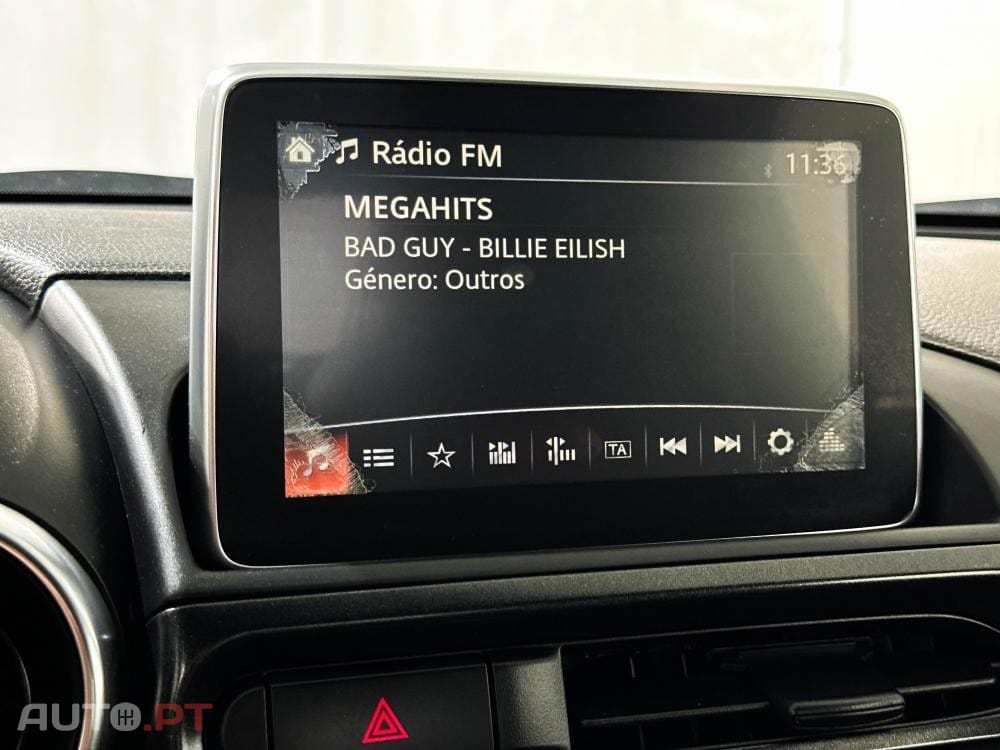 Rádio FM
11:36
MEGAHITS
BAD GUY - BILLIE EILISH
Género: Outros
TA
AUTO.PT